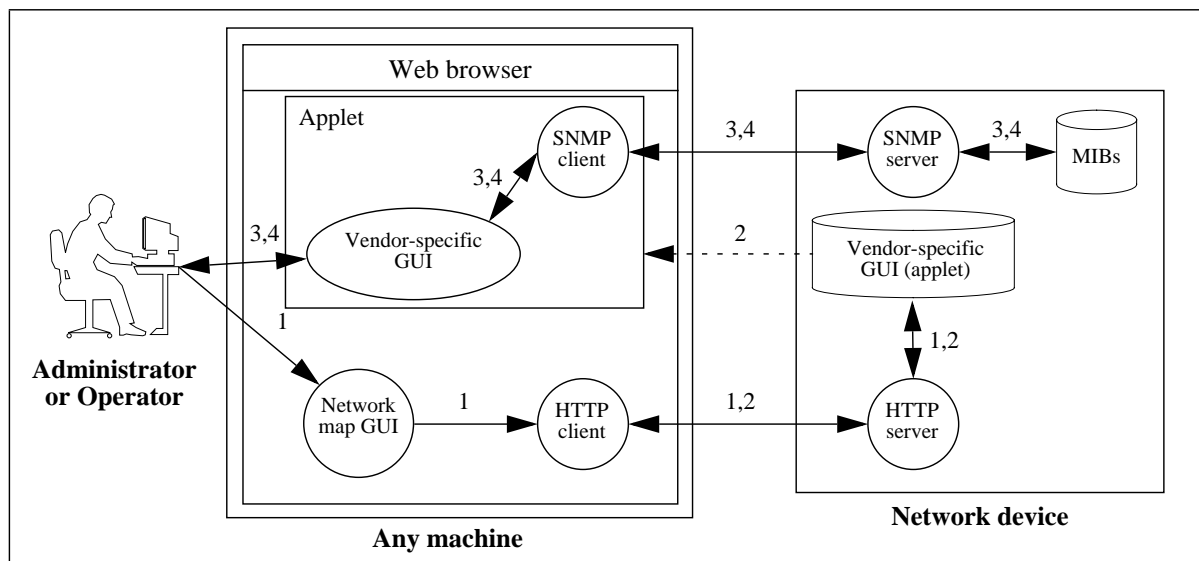 Web browser
Applet
SNMP
client
3,4
SNMP
server
3,4
MIBs
3,4
3,4
Vendor-specific
GUI
2
Vendor-specific
GUI (applet)
1
1,2
Administrator
or Operator
Network
map GUI
1
HTTP
client
1,2
HTTP
server
Any machine
Network device